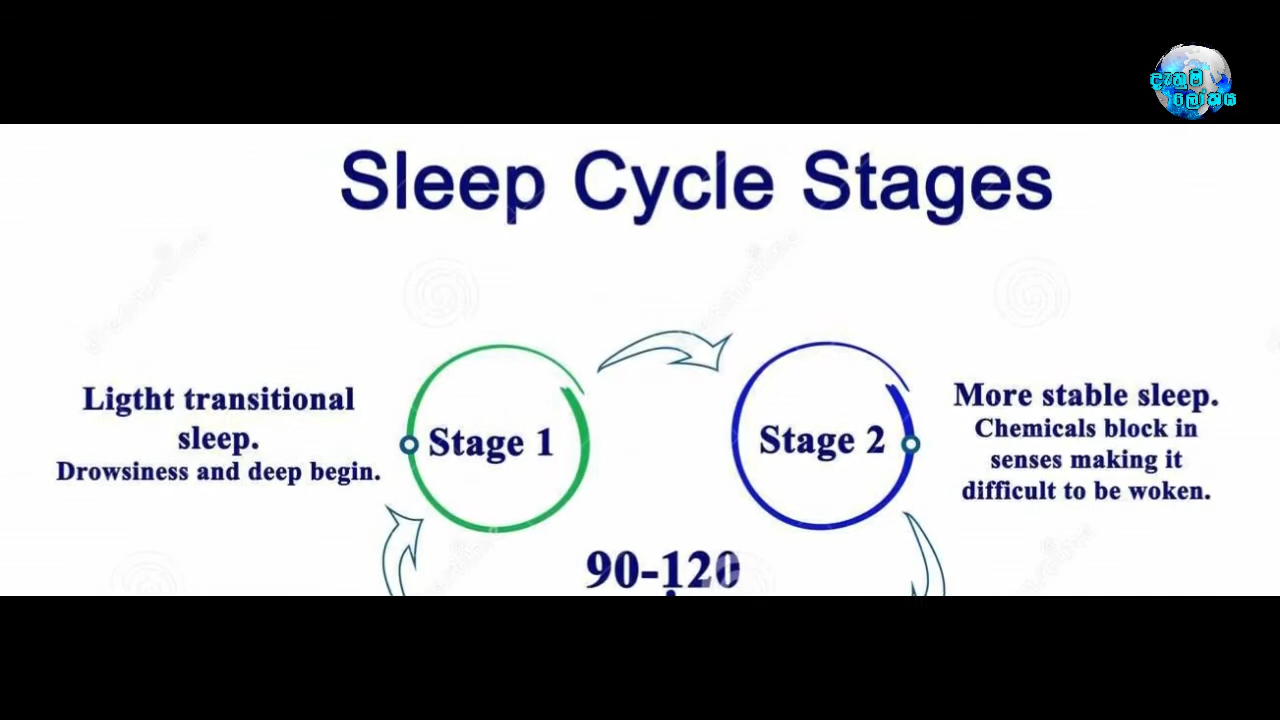 දැනුම්
ලෝකය
Sleep Cycle Stages
Ligtht transitional
sleep.
Drowsiness and deep begin.
Stage 1
Stage 2
More stable sleep.
Chemicals block in
senses making it
difficult to be woken.
90-120